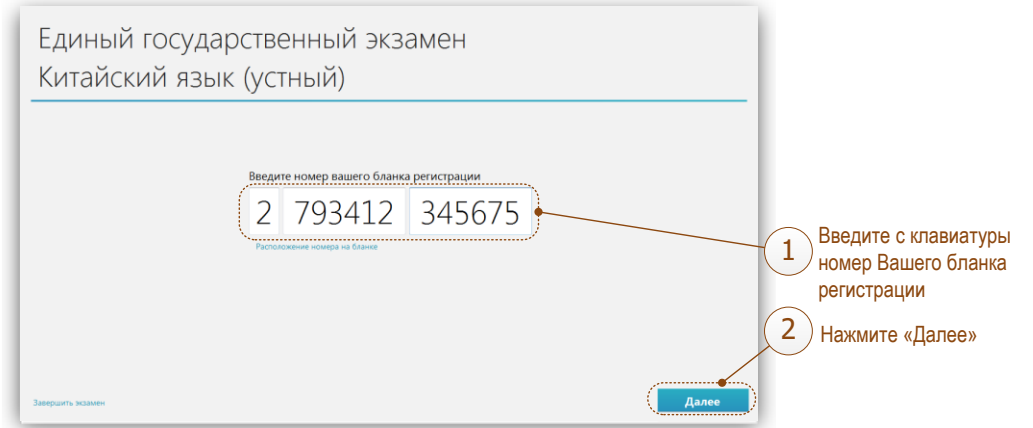 Единый государственный экзамен
Китайский язык (устный)
Введите номер вашего бланка регистрации
2 793412 345675
Расположение номера на бланке
1
Введите с клавиатуры
номер Вашего бланка
регистрации
2
Нажмите «Далее»
Завершить экзамен
Далее